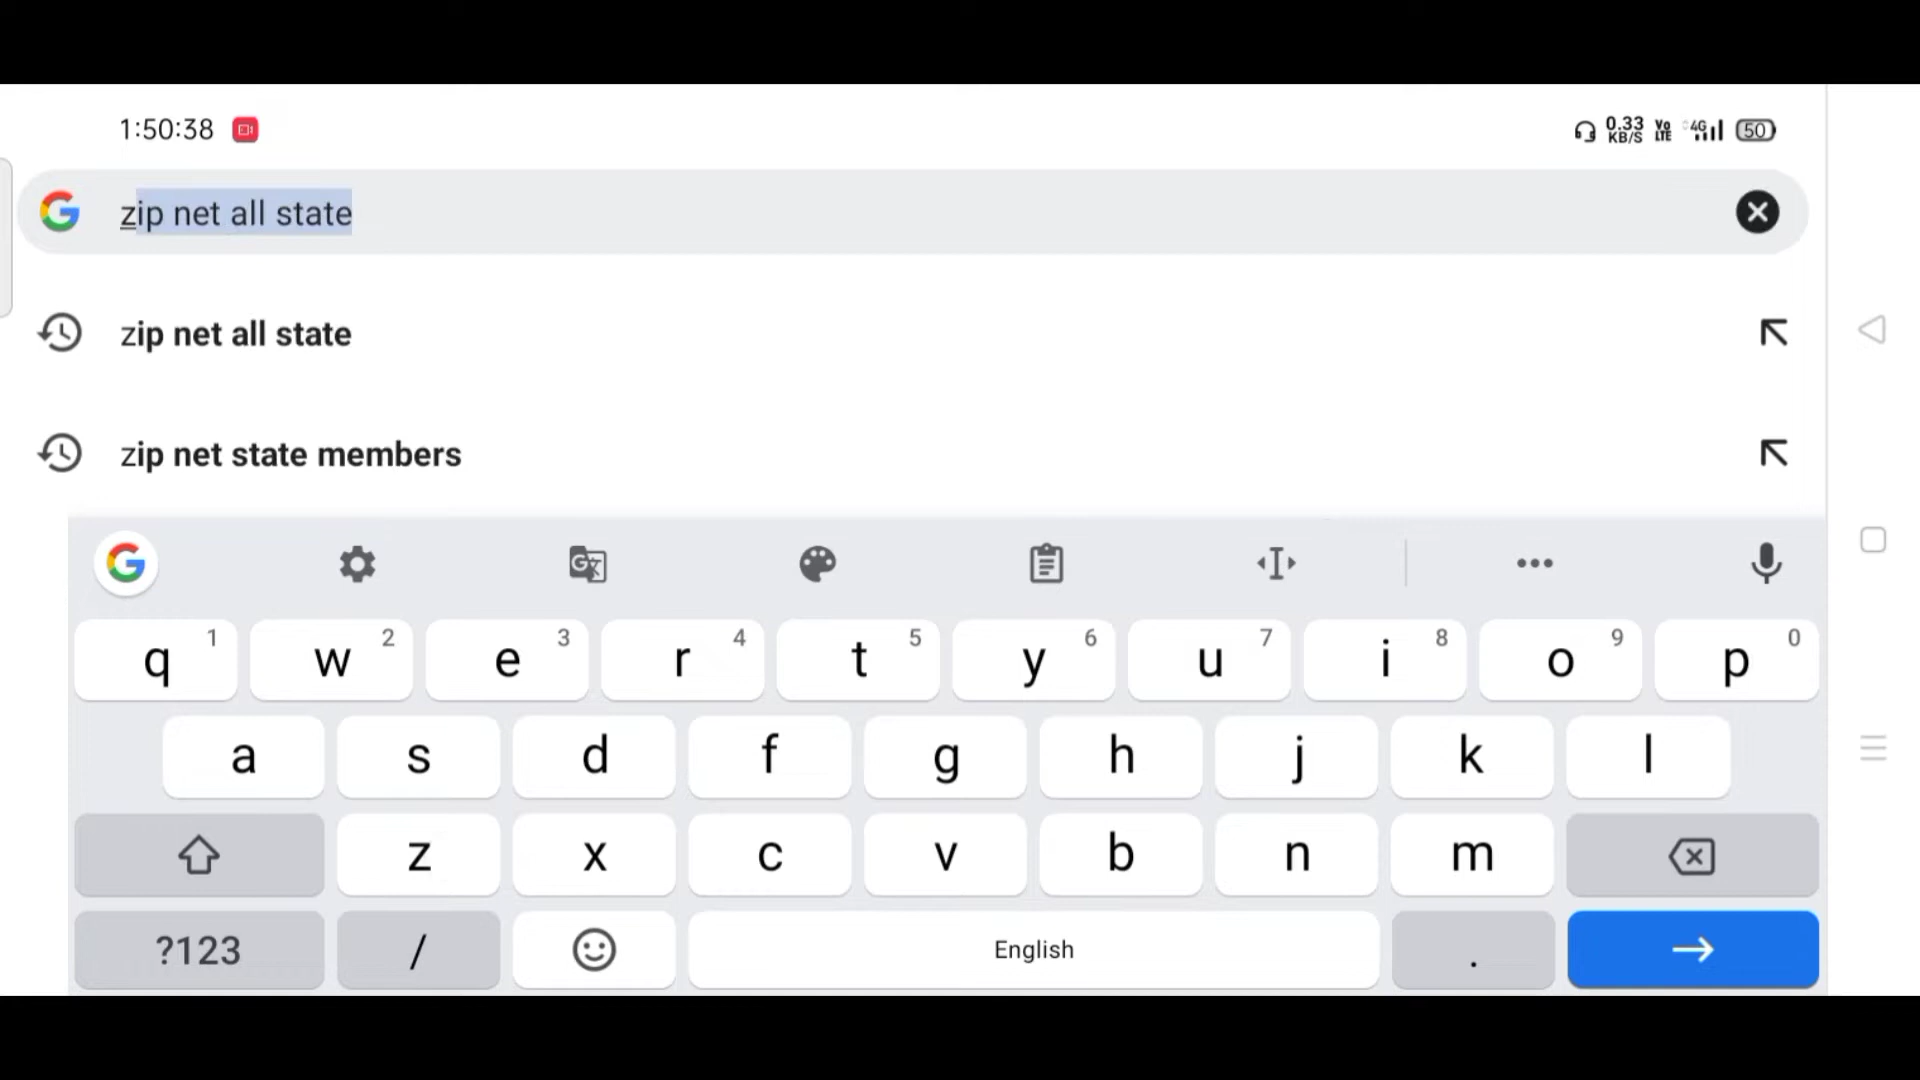 1:50:38
0.33 KB/S Vo LTE 4G 50
zip net all state
zip net all state
zip net state members
q 1 w 2 e 3 r 4 t 5 y 6 u 7 i 8 o 9 p 0
a s d f g h j k l
z x c v b n m
?123 / English .